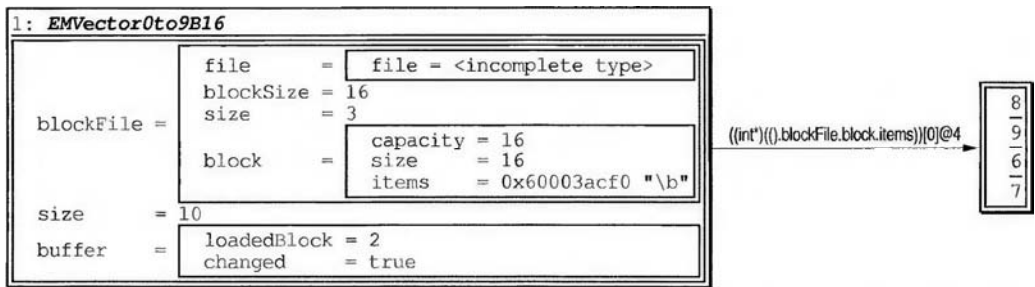 1: EMVector0to9B16
file = file = <incomplete type>
blockSize = 16
size = 3
blockFile =
capacity = 16
block = size = 16
items = 0x60003acf0 "\b"
((int*)(().blockFile.block.items))[0]@4
8
9
6
7
size = 10
buffer = loadedBlock = 2
changed = true